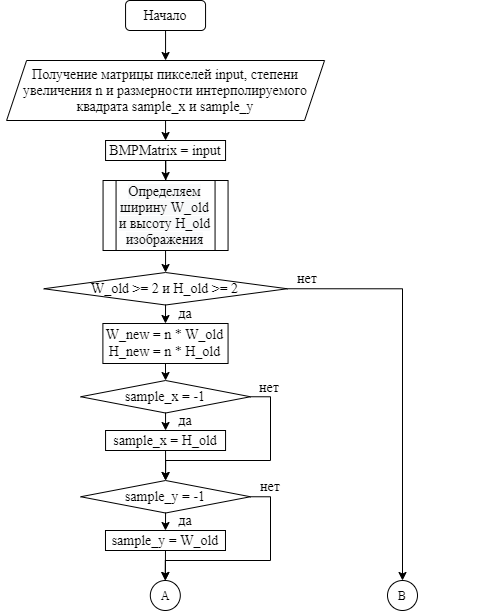 Начало
Получение матрицы пикселей input, степени
увеличения n и размерности интерполируемого
квадрата sample_x и sample_y
BMPMatrix = input
Определяем
ширину W_old
и высоту H_old
изображения
W_old >= 2 и H_old >= 2
нет
да
W_new = n * W_old
H_new = n * H_old
sample_x = -1
нет
да
sample_x = H_old
sample_y = -1
нет
да
sample_y = W_old
A
B